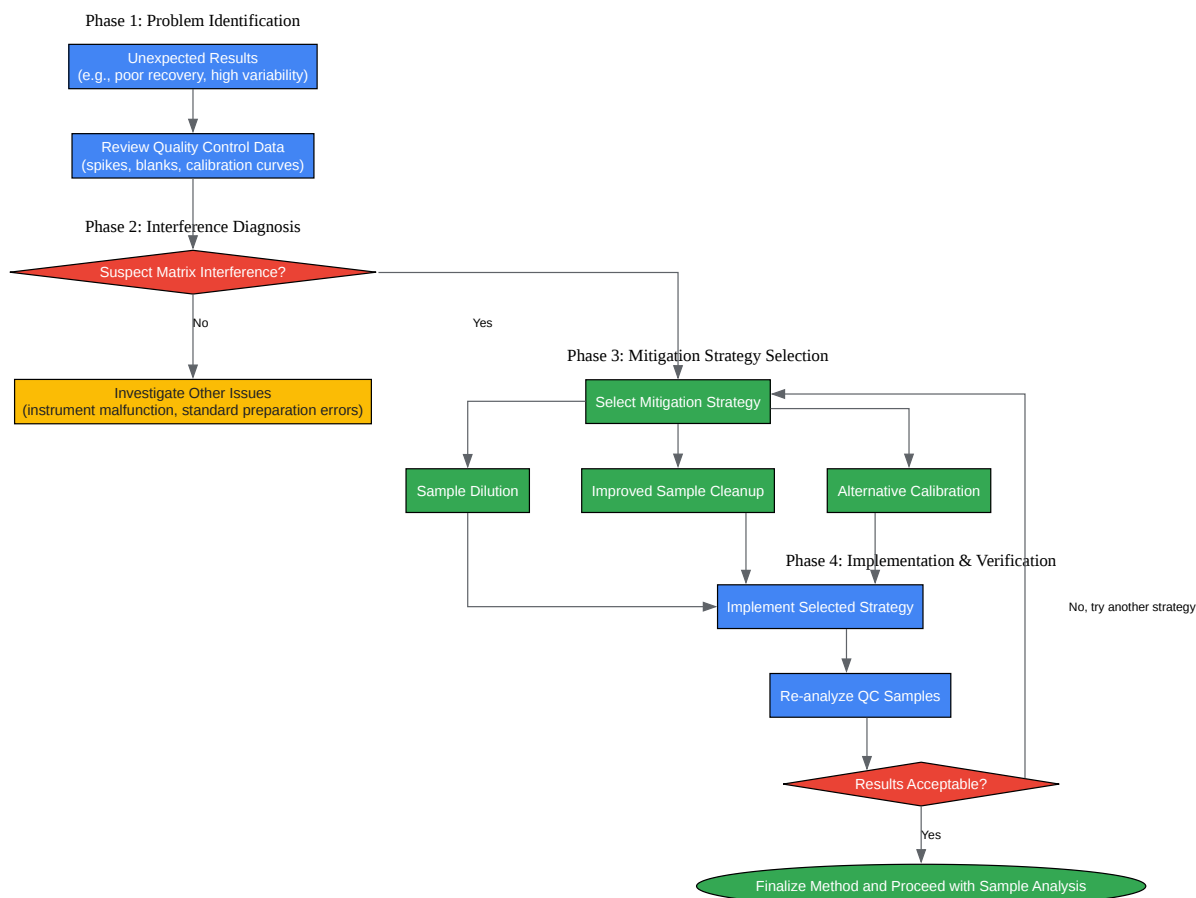 Phase 1: Problem Identification
Unexpected Results
(e.g., poor recovery, high variability)
Review Quality Control Data
(spikes, blanks, calibration curves)
Phase 2: Interference Diagnosis
Suspect Matrix Interference?
No
Yes
Investigate Other Issues
(instrument malfunction, standard preparation errors)
Phase 3: Mitigation Strategy Selection
Select Mitigation Strategy
Sample Dilution
Improved Sample Cleanup
Alternative Calibration
Phase 4: Implementation & Verification
Implement Selected Strategy
No, try another strategy
Re-analyze QC Samples
Results Acceptable?
Yes
Finalize Method and Proceed with Sample Analysis